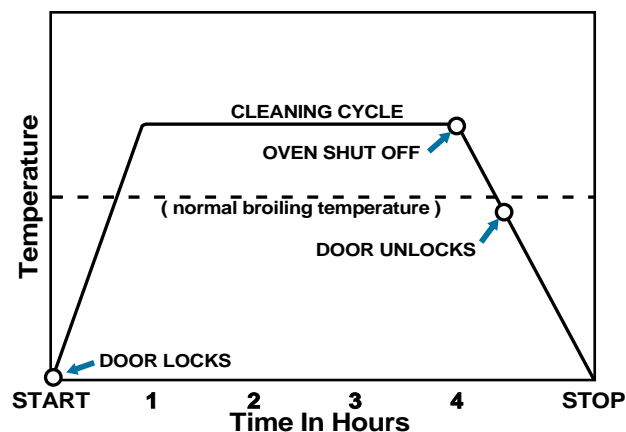 CLEANING CYCLE
OVEN SHUT OFF
( normal broiling temperature )
DOOR UNLOCKS
DOOR LOCKS
Temperature
START 1 2 3 4 STOP
Time In Hours